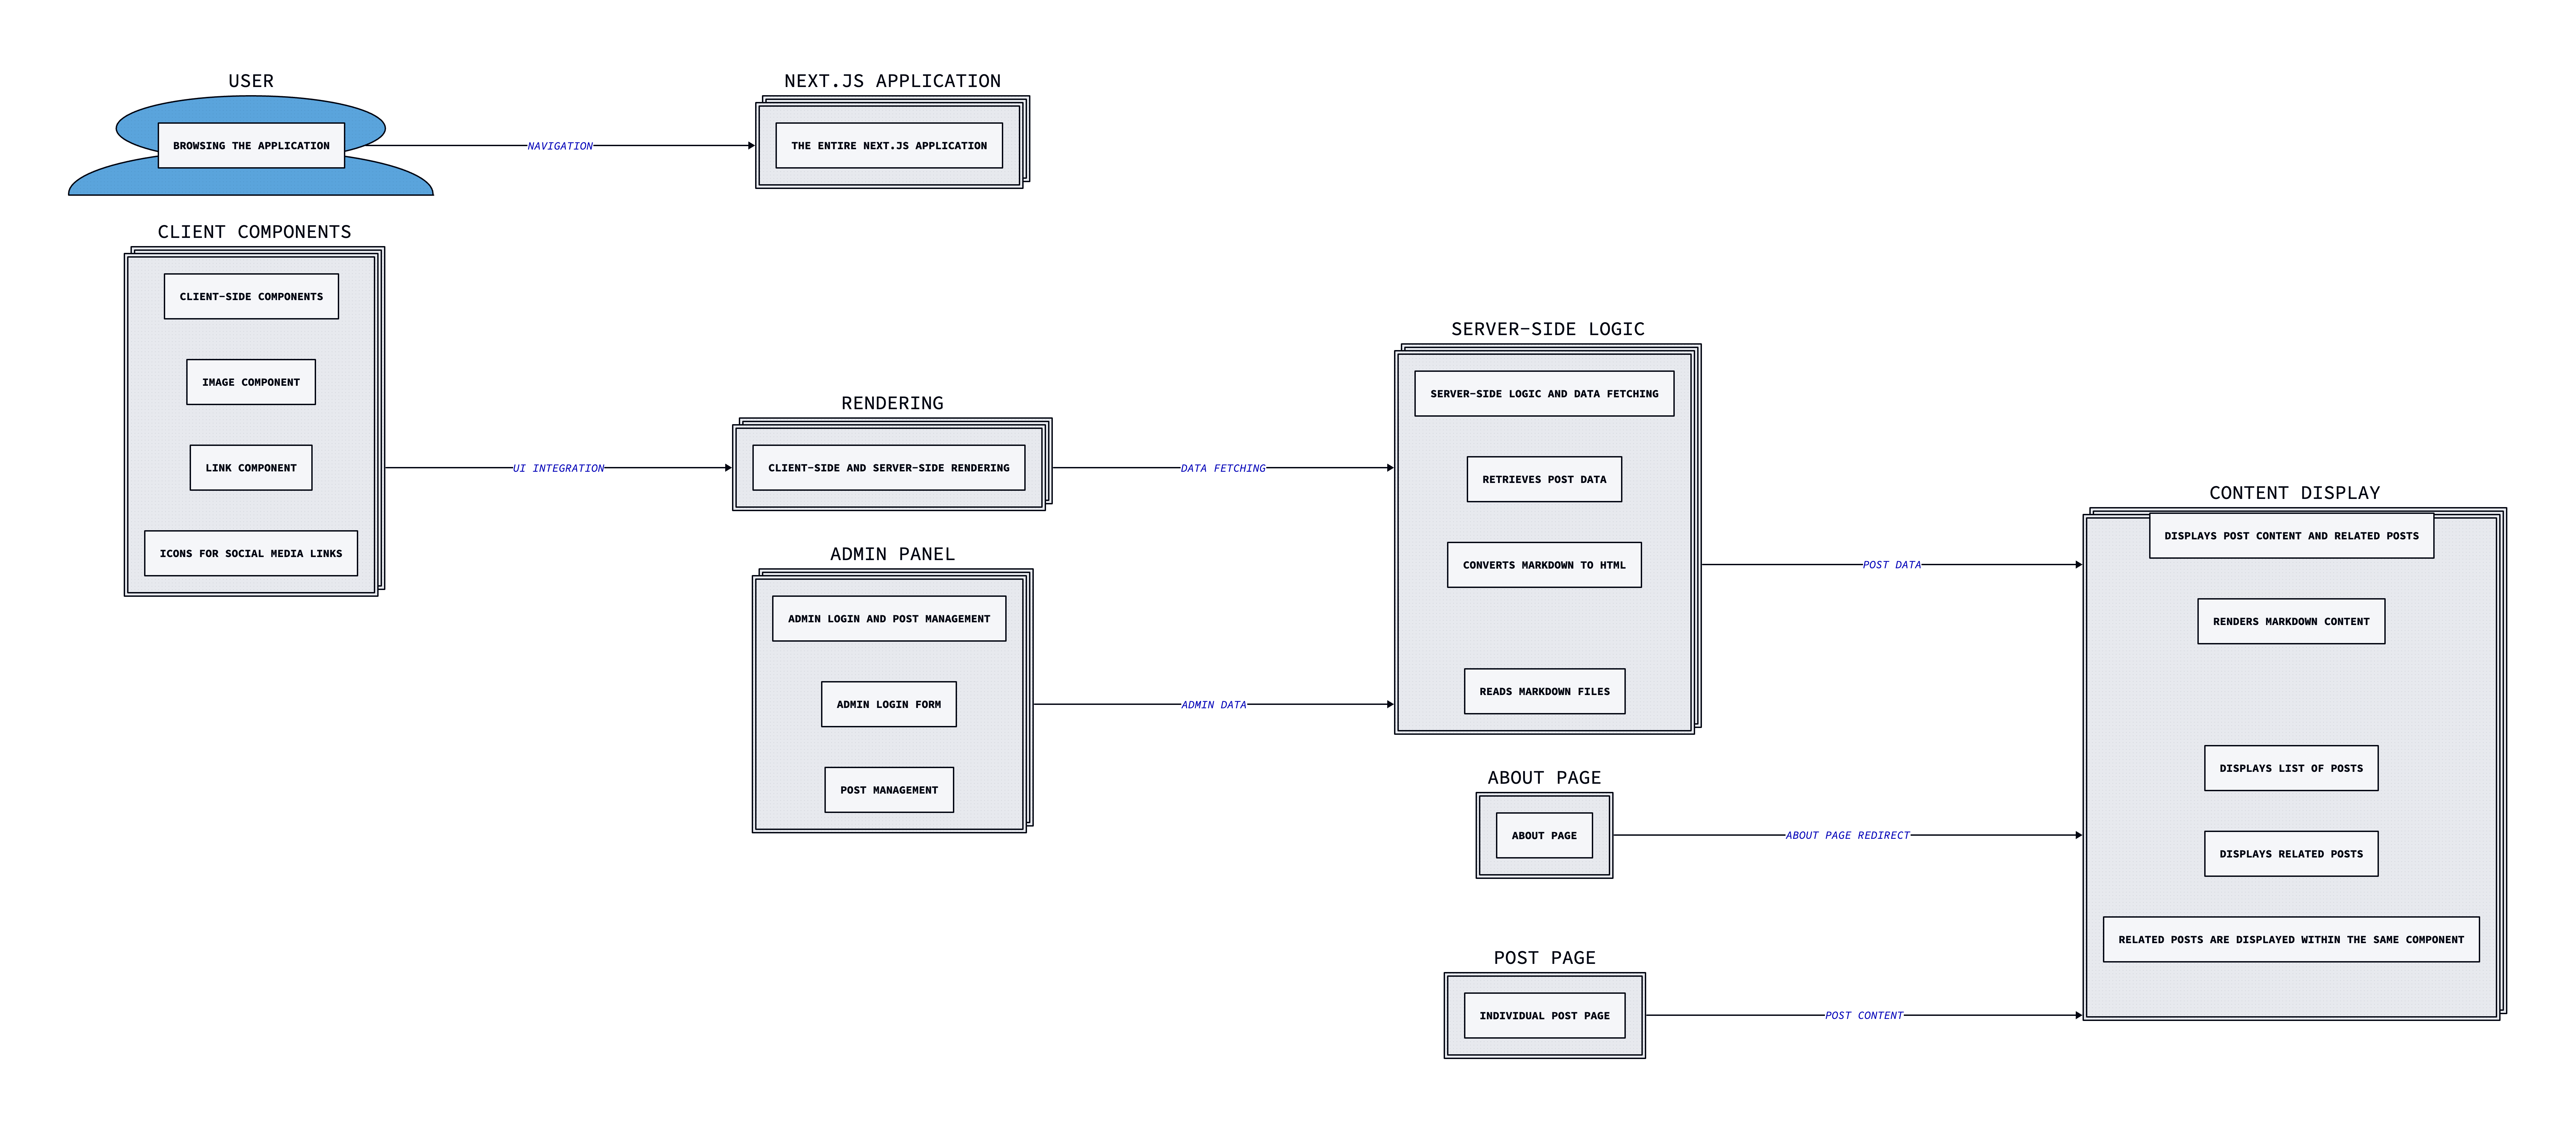 USER
BROWSING THE APPLICATION
NAVIGATION
NEXT.JS APPLICATION
THE ENTIRE NEXT.JS APPLICATION
CLIENT COMPONENTS
CLIENT-SIDE COMPONENTS
IMAGE COMPONENT
LINK COMPONENT
ICONS FOR SOCIAL MEDIA LINKS
UI INTEGRATION
RENDERING
CLIENT-SIDE AND SERVER-SIDE RENDERING
DATA FETCHING
ADMIN PANEL
ADMIN LOGIN AND POST MANAGEMENT
ADMIN LOGIN FORM
POST MANAGEMENT
ADMIN DATA
SERVER-SIDE LOGIC
SERVER-SIDE LOGIC AND DATA FETCHING
RETRIEVES POST DATA
CONVERTS MARKDOWN TO HTML
READS MARKDOWN FILES
POST DATA
ABOUT PAGE
ABOUT PAGE
ABOUT PAGE REDIRECT
POST PAGE
INDIVIDUAL POST PAGE
POST CONTENT
CONTENT DISPLAY
DISPLAYS POST CONTENT AND RELATED POSTS
RENDERS MARKDOWN CONTENT
DISPLAYS LIST OF POSTS
DISPLAYS RELATED POSTS
RELATED POSTS ARE DISPLAYED WITHIN THE SAME COMPONENT